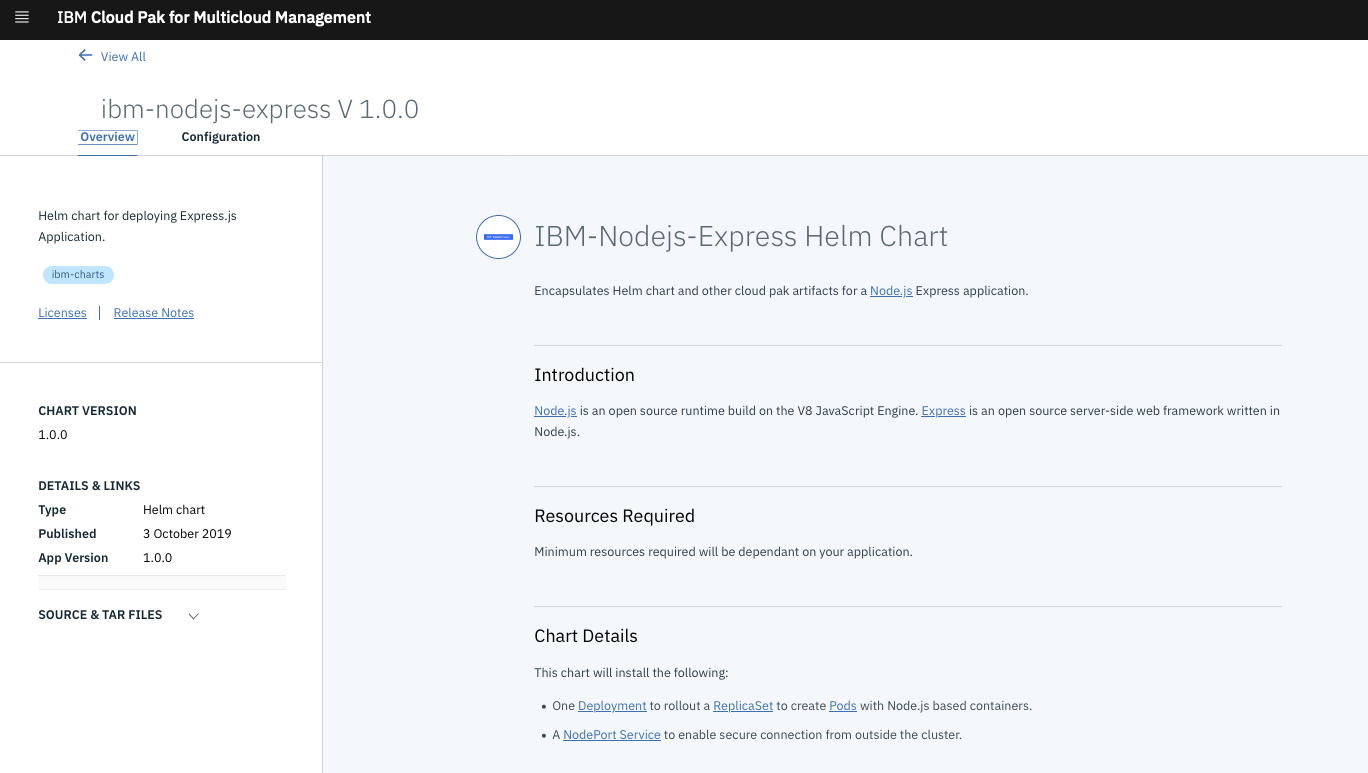 IBM Cloud Pak for Multicloud Management
View All
ibm-nodejs-express V 1.0.0
Overview
Configuration
Helm chart for deploying Express.js
Application.
ibm-charts
Licenses | Release Notes
CHART VERSION
1.0.0
DETAILS & LINKS
Type Helm chart
Published 3 October 2019
App Version 1.0.0
SOURCE & TAR FILES
IBM-Nodejs-Express Helm Chart
Encapsulates Helm chart and other cloud pak artifacts for a Node.js Express application.
Introduction
Node.js is an open source runtime build on the V8 JavaScript Engine. Express is an open source server-side web framework written in
Node.js.
Resources Required
Minimum resources required will be dependant on your application.
Chart Details
This chart will install the following:
• One Deployment to rollout a ReplicaSet to create Pods with Node.js based containers.
• A NodePort Service to enable secure connection from outside the cluster.